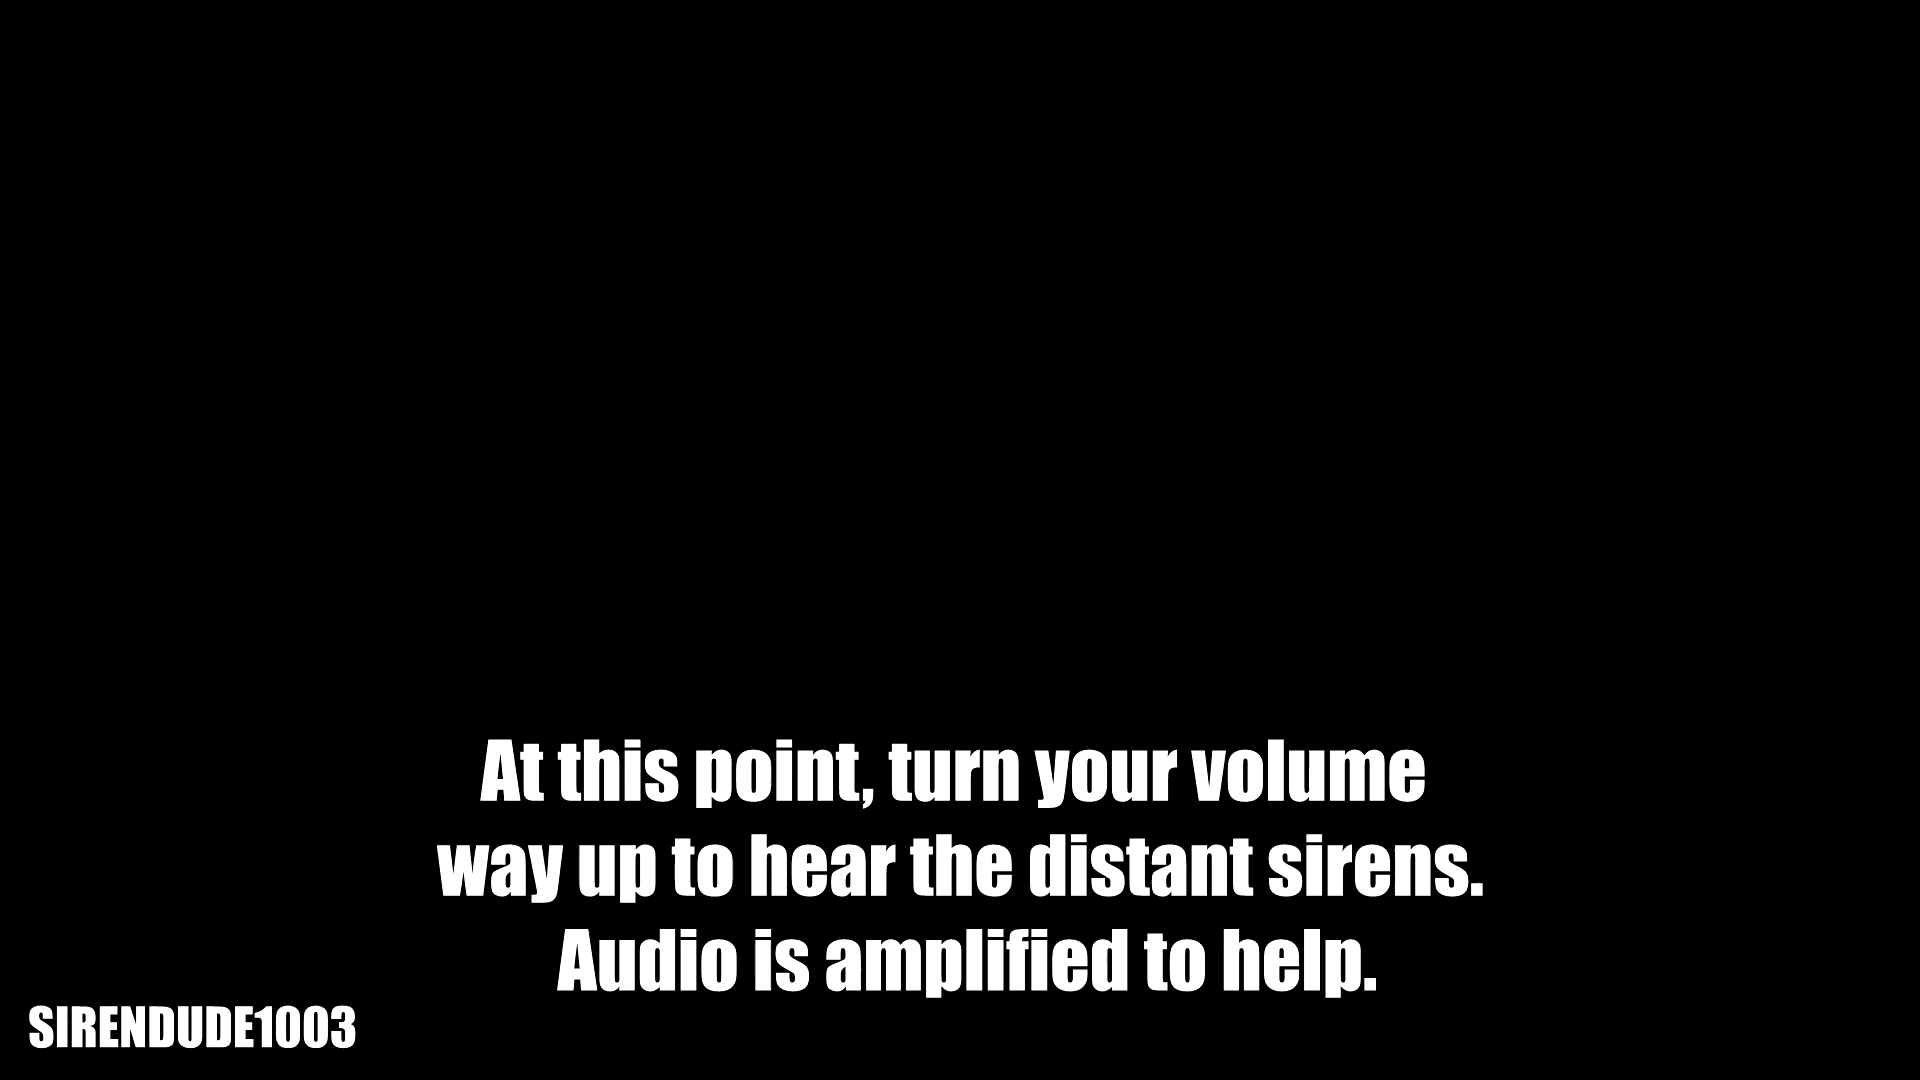 At this point, turn your volume
way up to hear the distant sirens.
Audio is amplified to help.
SIRENDUDE1003